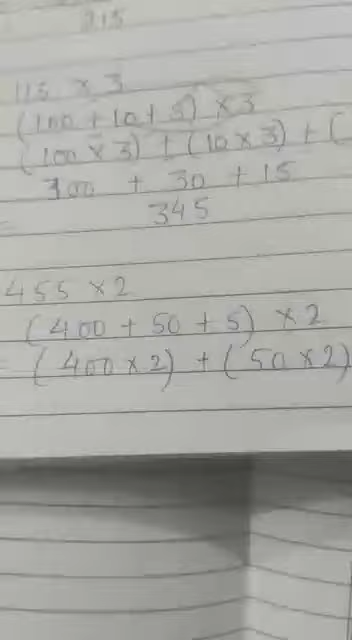 215
115 × 3
(100 + 10 + 5) × 3
(100 × 3) + (10 × 3) + (
300 + 30 + 15
345
455 × 2
(400 + 50 + 5) × 2
= (400 × 2) + (50 × 2)